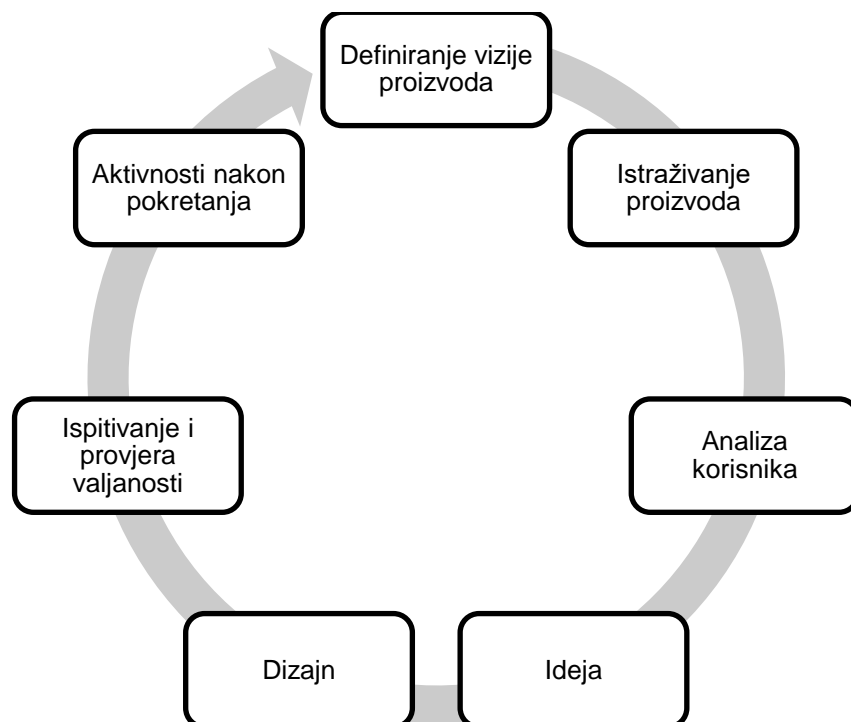 Definiranje vizije
proizvoda
Istraživanje
proizvoda
Analiza
korisnika
Ideja
Dizajn
Ispitivanje i
provjera
valjanosti
Aktivnosti nakon
pokretanja